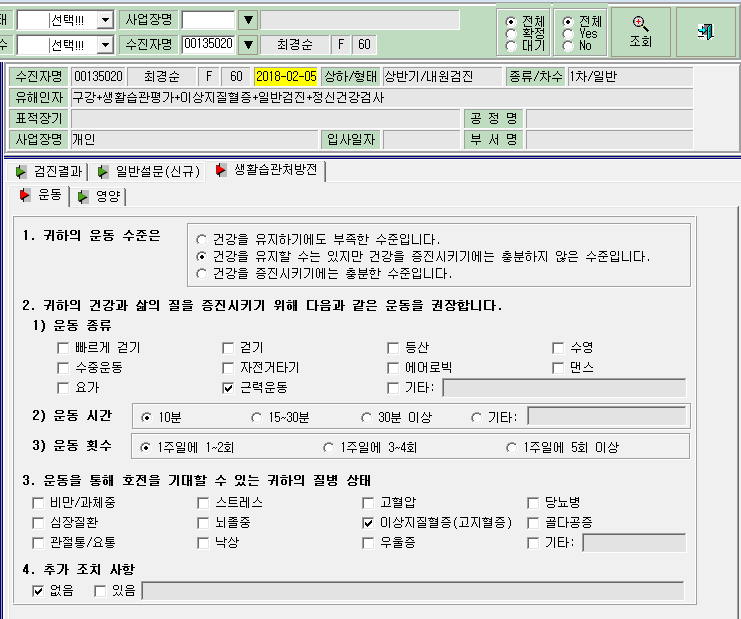 태 선택!!! 사업장명 전체 전체
확정 Yes
수 선택!!! 수진자명 00135020 최경순 F 60 대기 No 조회
수진자명 00135020 최경순 F 60 2018-02-05 상하/형태 상반기/내원검진 종류/차수 1차/일반
유해인자 구강+생활습관평가+이상지질혈증+일반검진+정신건강검사
표적장기 공 정 명
사업장명 개인 입사일자 부 서 명
검진결과 일반설문(신규) 생활습관처방전
운동 영양
1. 귀하의 운동 수준은
건강을 유지하기에도 부족한 수준입니다.
건강을 유지할 수는 있지만 건강을 증진시키기에는 충분하지 않은 수준입니다.
건강을 증진시키기에는 충분한 수준입니다.
2. 귀하의 건강과 삶의 질을 증진시키기 위해 다음과 같은 운동을 권장합니다.
1) 운동 종류
빠르게 걷기 걷기 등산 수영
수중운동 자전거타기 에어로빅 댄스
요가 근력운동 기타:
2) 운동 시간 10분 15~30분 30분 이상 기타:
3) 운동 횟수 1주일에 1~2회 1주일에 3~4회 1주일에 5회 이상
3. 운동을 통해 호전을 기대할 수 있는 귀하의 질병 상태
비만/과체중 스트레스 고혈압 당뇨병
심장질환 뇌졸중 이상지질혈증(고지혈증) 골다공증
관절통/요통 낙상 우울증 기타:
4. 추가 조치 사항
없음 있음